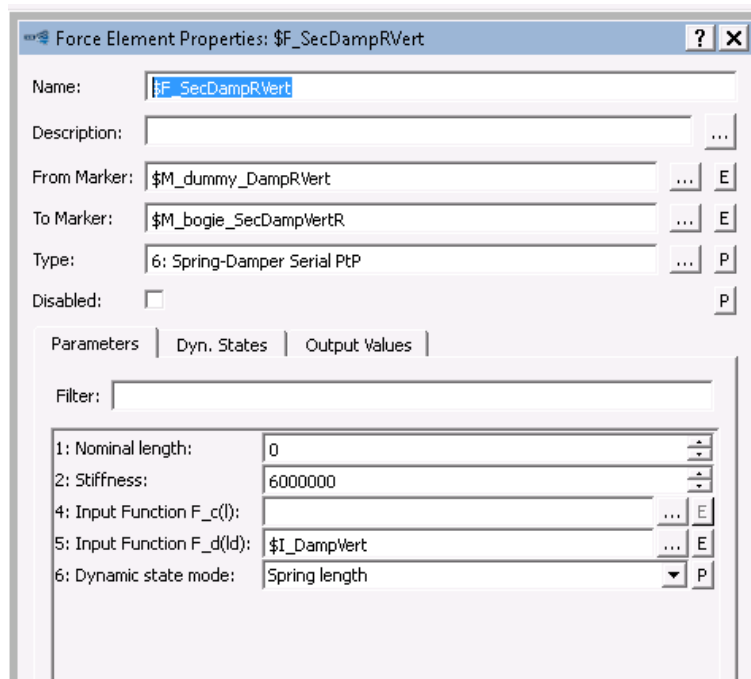 Force Element Properties: $F_SecDampRVert ? X
Name: $F_SecDampRVert
Description: ...
From Marker: $M_dummy_DampRVert ... E
To Marker: $M_bogie_SecDampVertR ... E
Type: 6: Spring-Damper Serial PtP ... P
Disabled: P
Parameters Dyn. States Output Values
Filter:
1: Nominal length: 0
2: Stiffness: 6000000
4: Input Function F_c(l): ... E
5: Input Function F_d(ld): $I_DampVert ... E
6: Dynamic state mode: Spring length P